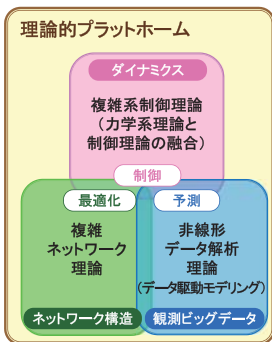 理論的プラットホーム
ダイナミクス
複雑系制御理論
（力学系理論と
制御理論の融合）
制御
最適化
予測
複雑
ネットワーク
理論
非線形
データ解析
理論
（データ駆動モデリング）
ネットワーク構造
観測ビッグデータ